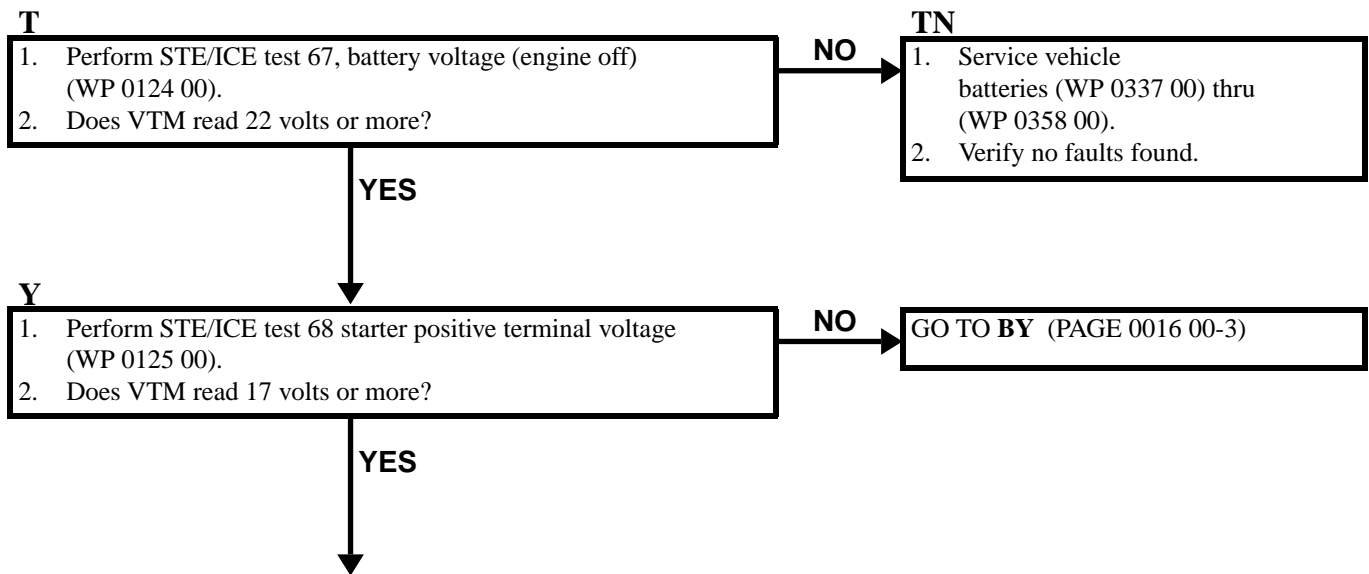 T
1. Perform STE/ICE test 67, battery voltage (engine off)
(WP 0124 00).
2. Does VTM read 22 volts or more?
NO
TN
1. Service vehicle
batteries (WP 0337 00) thru
(WP 0358 00).
2. Verify no faults found.
YES
Y
1. Perform STE/ICE test 68 starter positive terminal voltage
(WP 0125 00).
2. Does VTM read 17 volts or more?
NO
GO TO BY (PAGE 0016 00-3)
YES